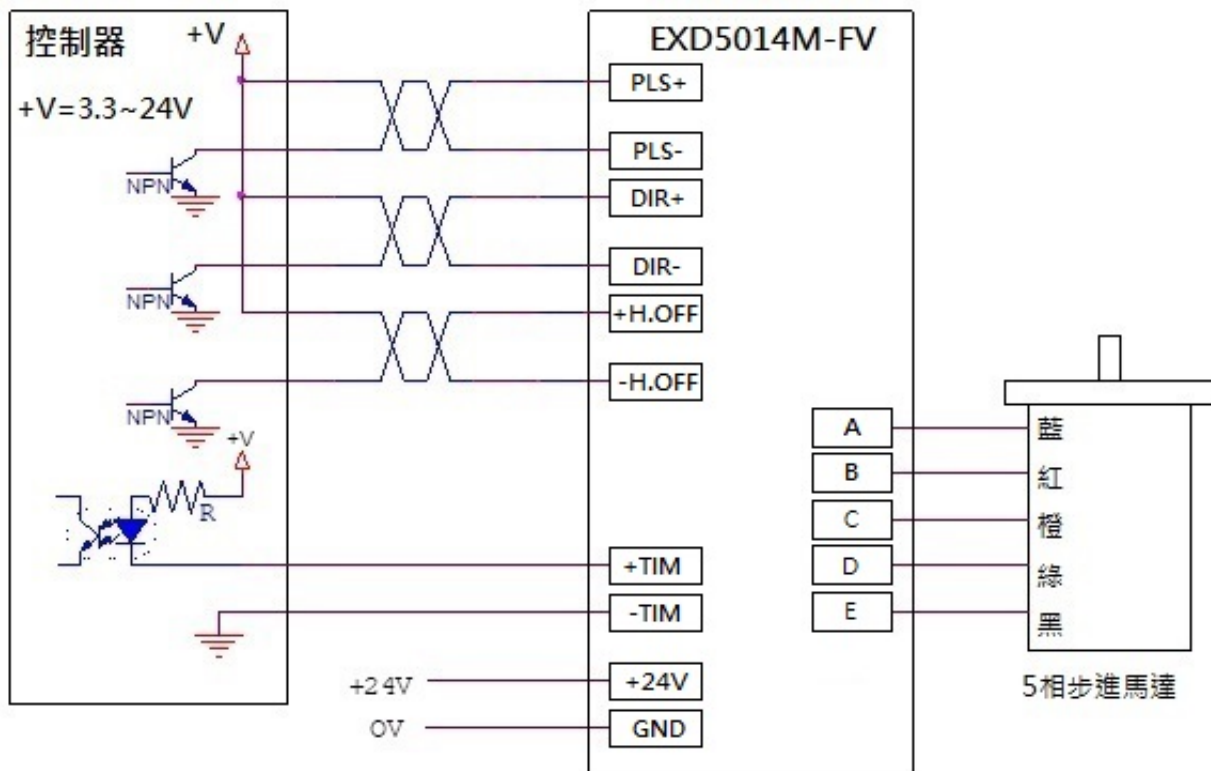 控制器
+V
+V=3.3~24V
NPN
NPN
NPN
+V
R
EXD5014M-FV
PLS+
PLS-
DIR+
DIR-
+H.OFF
-H.OFF
+TIM
-TIM
+24V
+24V
0V
GND
A
B
C
D
E
藍
紅
橙
綠
黑
5相步進馬達